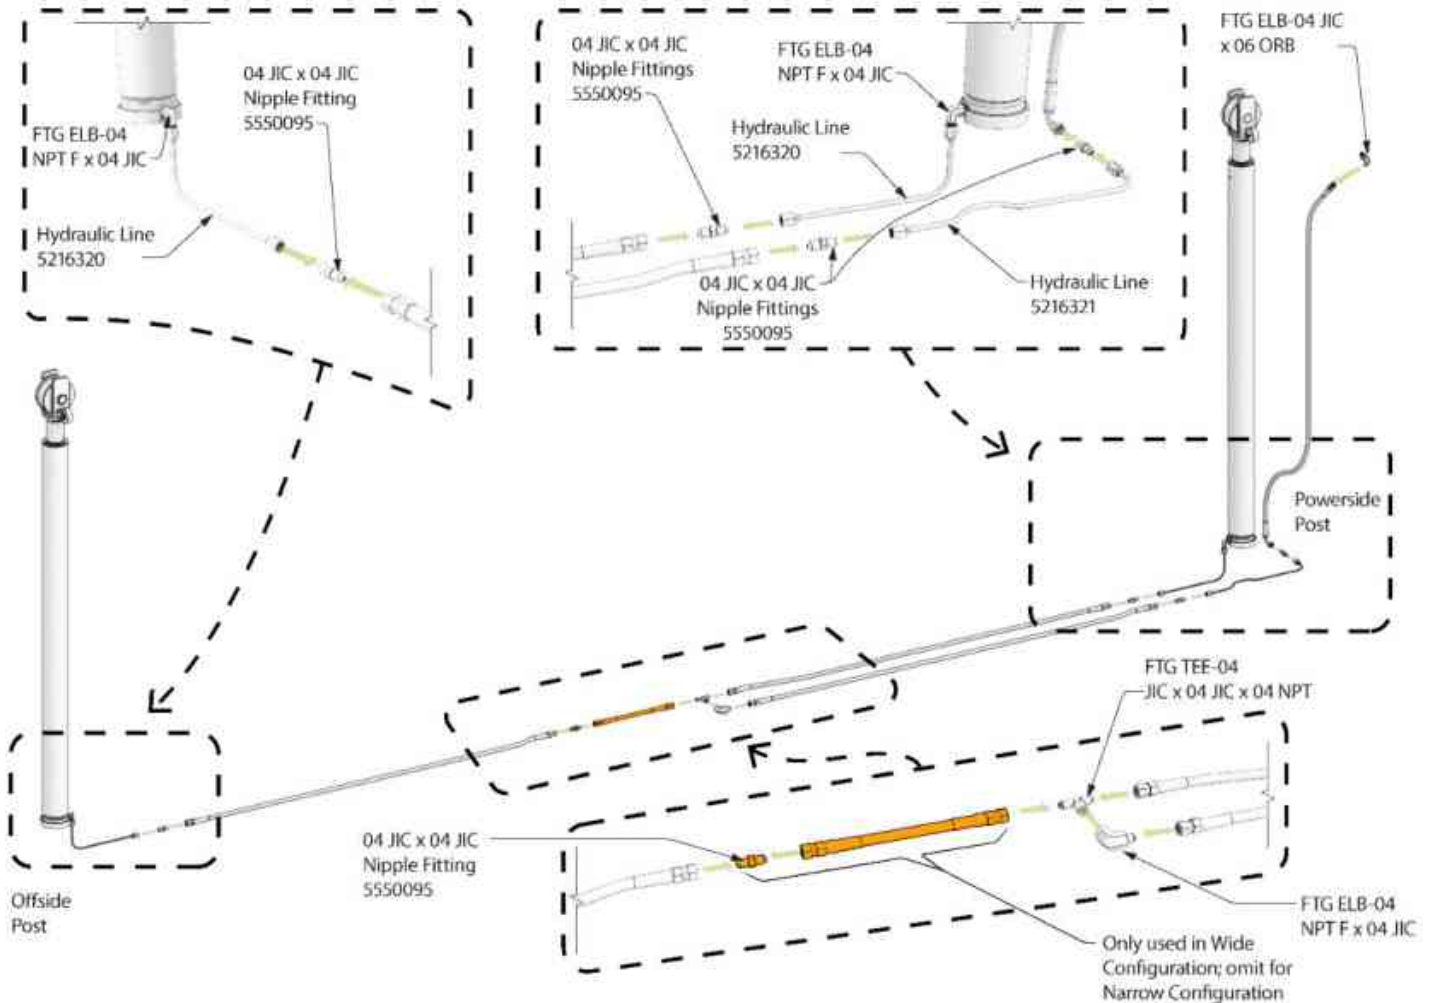 04 JIC x 04 JIC
Nipple Fitting
5550095
FTG ELB-04
NPT F x 04 JIC
Hydraulic Line
5216320
04 JIC x 04 JIC
Nipple Fittings
5550095
FTG ELB-04
NPT F x 04 JIC
Hydraulic Line
5216320
04 JIC x 04 JIC
Nipple Fittings
5550095
Hydraulic Line
5216321
FTG ELB-04 JIC
x 06 ORB
Powerside
Post
FTG TEE-04
JIC x 04 JIC x 04 NPT
04 JIC x 04 JIC
Nipple Fitting
5550095
Offside
Post
FTG ELB-04
NPT F x 04 JIC
Only used in Wide
Configuration; omit for
Narrow Configuration